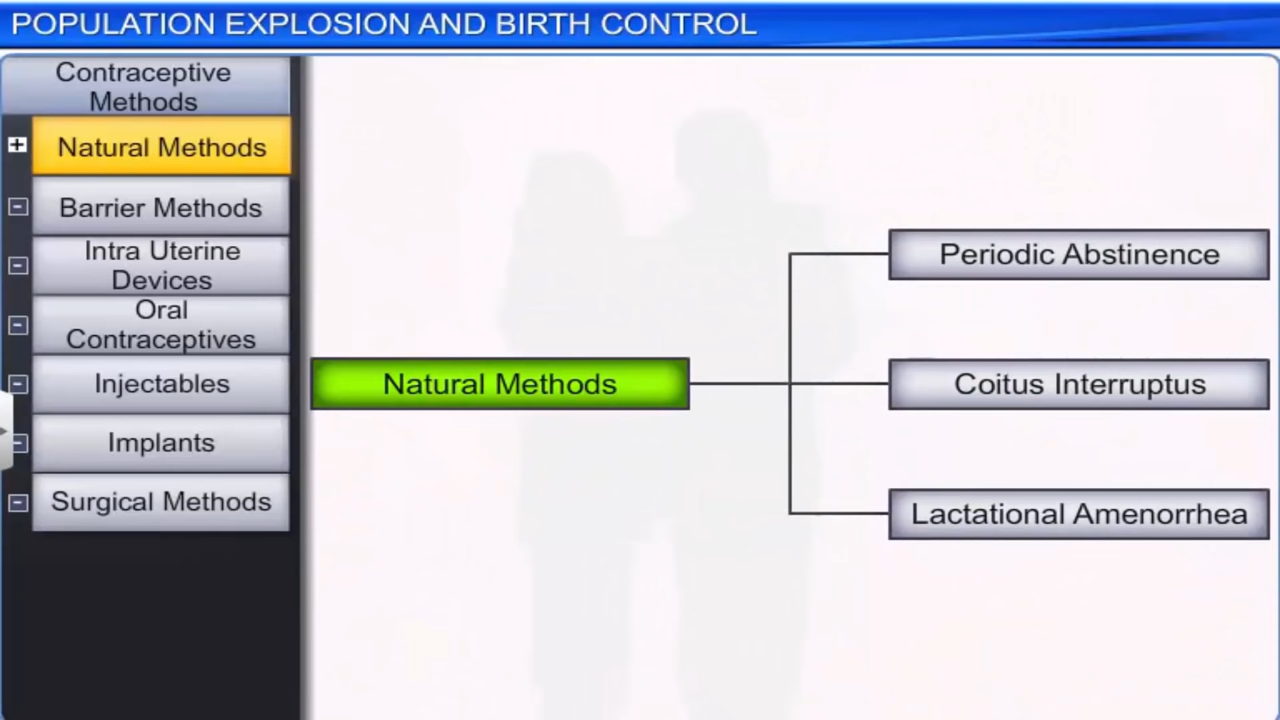 POPULATION EXPLOSION AND BIRTH CONTROL
Contraceptive
Methods
Natural Methods
Barrier Methods
Intra Uterine
Devices
Oral
Contraceptives
Injectables
Implants
Surgical Methods
Natural Methods
Periodic Abstinence
Coitus Interruptus
Lactational Amenorrhea